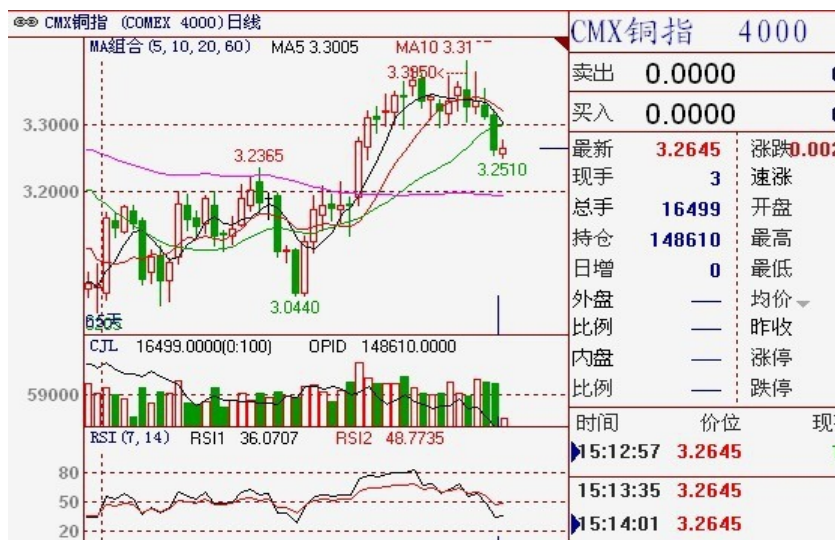 CMX铜指 (COMEX 4000)日线
MA组合(5, 10, 20, 60) MA5 3.3005 MA10 3.31
3.3950
3.3000
3.2365
3.2510
3.2000
3.0440
CJL 16499.0000(0:100) OPID 148610.0000
59000
RSI(7, 14) RSI1 36.0707 RSI2 48.7735
80
50
20
CMX铜指 4000
卖出 0.0000
买入 0.0000
最新 3.2645 涨跌0.002
现手 3 速涨
总手 16499 开盘
持仓 148610 最高
日增 0 最低
外盘 — 均价
比例 — 昨收
内盘 — 涨停
比例 — 跌停
时间 价位
15:12:57 3.2645
15:13:35 3.2645
15:14:01 3.2645